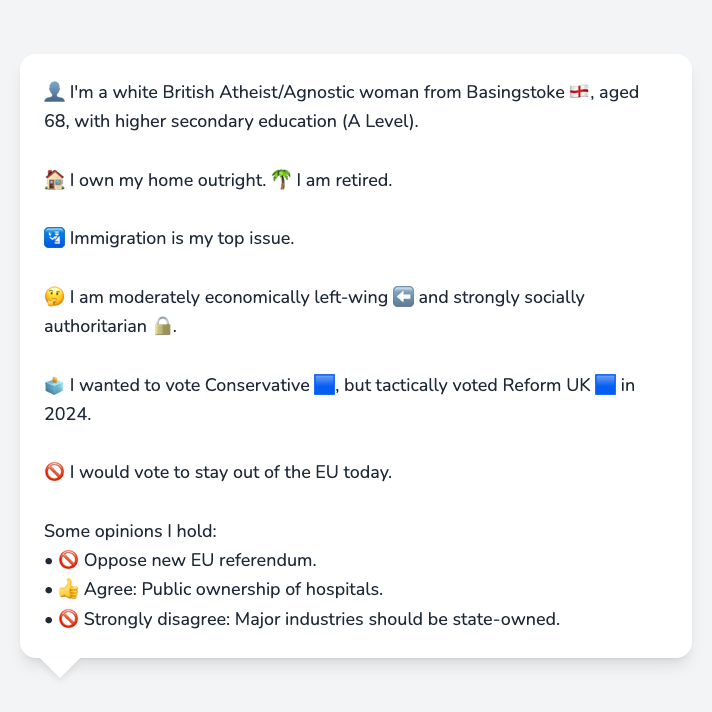 👤 I'm a white British Atheist/Agnostic woman from Basingstoke 🏴󠁧󠁢󠁥󠁮󠁧󠁿, aged
68, with higher secondary education (A Level).
🏠 I own my home outright. 🌴 I am retired.
🛂 Immigration is my top issue.
🤔 I am moderately economically left-wing ⬅️ and strongly socially
authoritarian 🔒.
🗳️ I wanted to vote Conservative 🟦, but tactically voted Reform UK 🟦 in
2024.
🚫 I would vote to stay out of the EU today.
Some opinions I hold:
• 🚫 Oppose new EU referendum.
• 👍 Agree: Public ownership of hospitals.
• 🚫 Strongly disagree: Major industries should be state-owned.